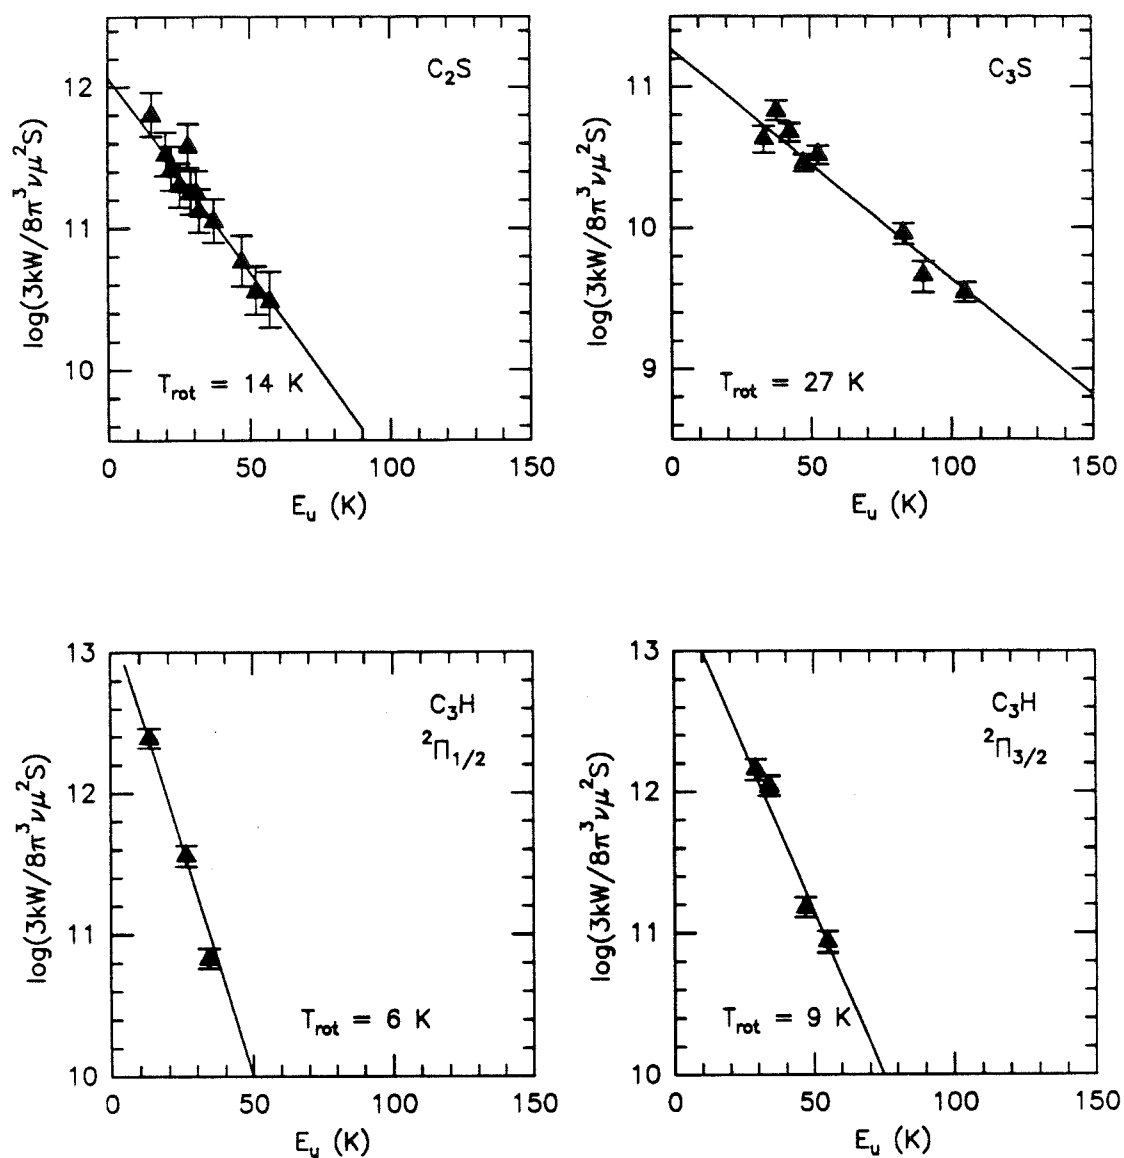 C₂S
12
11
10
log(3kW/8π³νμ²S)
T_rot = 14 K
0 50 100 150
E_u (K)
C₃S
11
10
9
log(3kW/8π³νμ²S)
T_rot = 27 K
0 50 100 150
E_u (K)
13
12
11
10
C₃H
²Π₁/₂
log(3kW/8π³νμ²S)
T_rot = 6 K
0 50 100 150
E_u (K)
13
12
11
10
C₃H
²Π₃/₂
log(3kW/8π³νμ²S)
T_rot = 9 K
0 50 100 150
E_u (K)